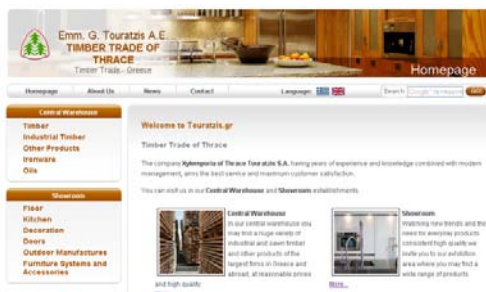 Emm. G. Touratzis A.E.
TIMBER TRADE OF
THRACE
Timber Trade - Greece
Homepage
Homepage
About Us
News
Contact
Language:
Search:
Central Warehouse
Timber
Industrial Timber
Other Products
Ironware
Oils
Showroom
Floor
Kitchen
Decoration
Doors
Outdoor Manufactures
Furniture Systems and
Accessories
Welcome to Touratzis.gr
Timber Trade of Thrace
The company Xylemporia of Thrace Touratzis S.A. having years of experience and knowledge combined with modern
management, aims the best service and maximum customer satisfaction.
You can visit us in our Central Warehouse and Showroom establishments.
Central Warehouse
In our central warehouse you
may find a huge variety of
industrial and sawn timber
and other products of the
largest firms in Greece and
abroad, at reasonable prices
and high quality
Showroom
Watching new trends and the
need for everyday products
consistent high quality we
invite you to our exhibition
area where you may find a
wide range of products.
More...